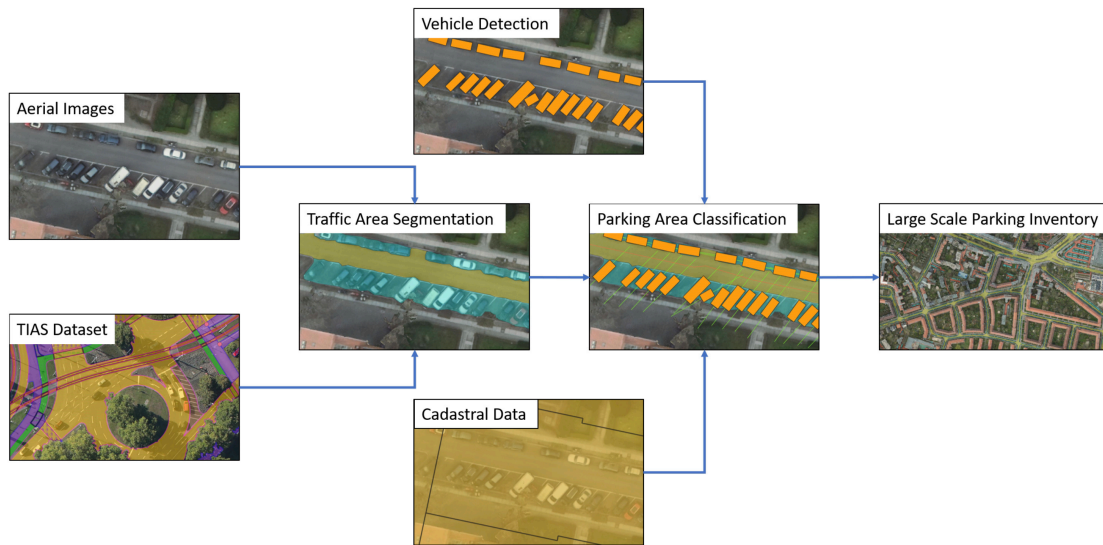 Vehicle Detection
Aerial Images
Traffic Area Segmentation
Parking Area Classification
Large Scale Parking Inventory
TIAS Dataset
Cadastral Data